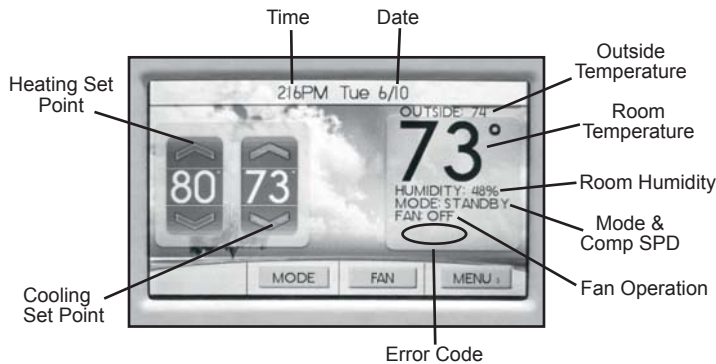 Time
Date
Outside
Temperature
Heating Set
Point
2:16PM Tue 6/10
OUTSIDE: 74°
Room
Temperature
73°
80°
73°
HUMIDITY: 48%
Room Humidity
MODE: STANDBY
FAN: OFF
Mode &
Comp SPD
MODE
FAN
MENU
Fan Operation
Cooling
Set Point
Error Code